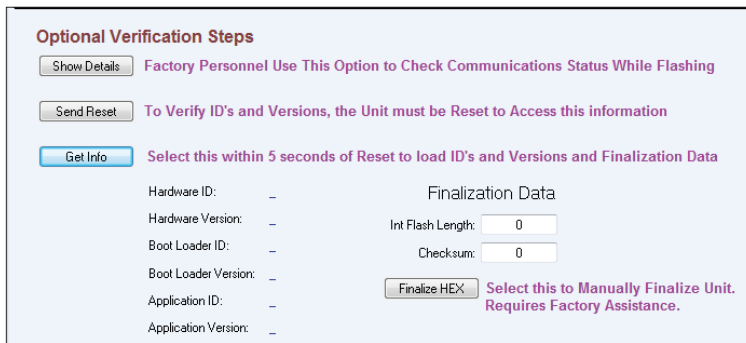 Optional Verification Steps
Show Details Factory Personnel Use This Option to Check Communications Status While Flashing
Send Reset To Verify ID's and Versions, the Unit must be Reset to Access this information
Get Info Select this within 5 seconds of Reset to load ID's and Versions and Finalization Data
Hardware ID: _ Finalization Data
Hardware Version: _ Int Flash Length: 0
Boot Loader ID: _ Checksum: 0
Boot Loader Version: _
Finalize HEX Select this to Manually Finalize Unit.
Requires Factory Assistance.
Application ID: _
Application Version: _